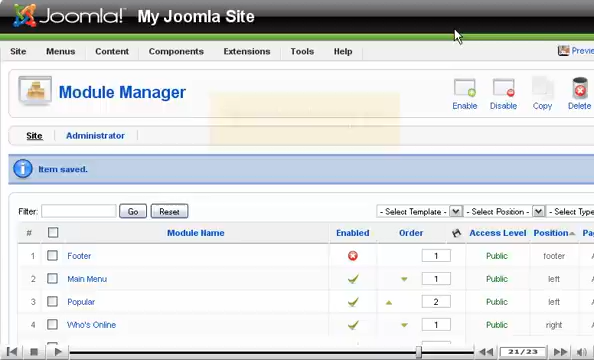 Joomla!® My Joomla Site
Site Menus Content Components Extensions Tools Help Previe
Module Manager
Enable Disable Copy Delete
Site Administrator
Item saved.
Filter: Go Reset - Select Template - - Select Position - - Select Type
# Module Name Enabled Order Access Level Position Pag
1 Footer 1 Public footer A
2 Main Menu 1 Public left
3 Popular 2 Public left A
4 Who's Online 1 Public right A
21/23